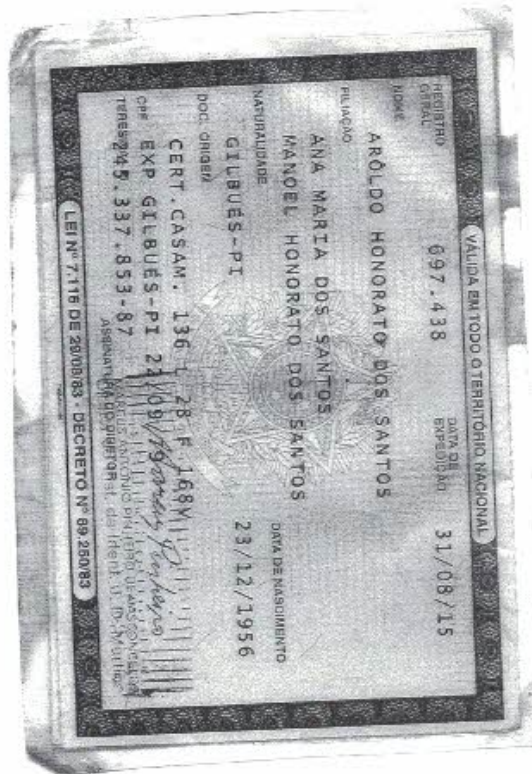 VÁLIDA EM TODO O TERRITÓRIO NACIONAL
REGISTRO GERAL 697.438 DATA DE EXPEDIÇÃO 31/08/15
NOME
AROLDO HONORATO DOS SANTOS
FILIAÇÃO
ANA MARIA DOS SANTOS
MANOEL HONORATO DOS SANTOS
NATURALIDADE DATA DE NASCIMENTO
GILBUÉS-PI 23/12/1956
DOC. ORIGEM
CERT.CASAM. 136 L 28 F 168V
EXP GILBUÉS-PI
CPF 245.337.853-87
ASSINATURA DO DIRETOR
LEI Nº 7.116 DE 29/08/83 - DECRETO Nº 89.250/83